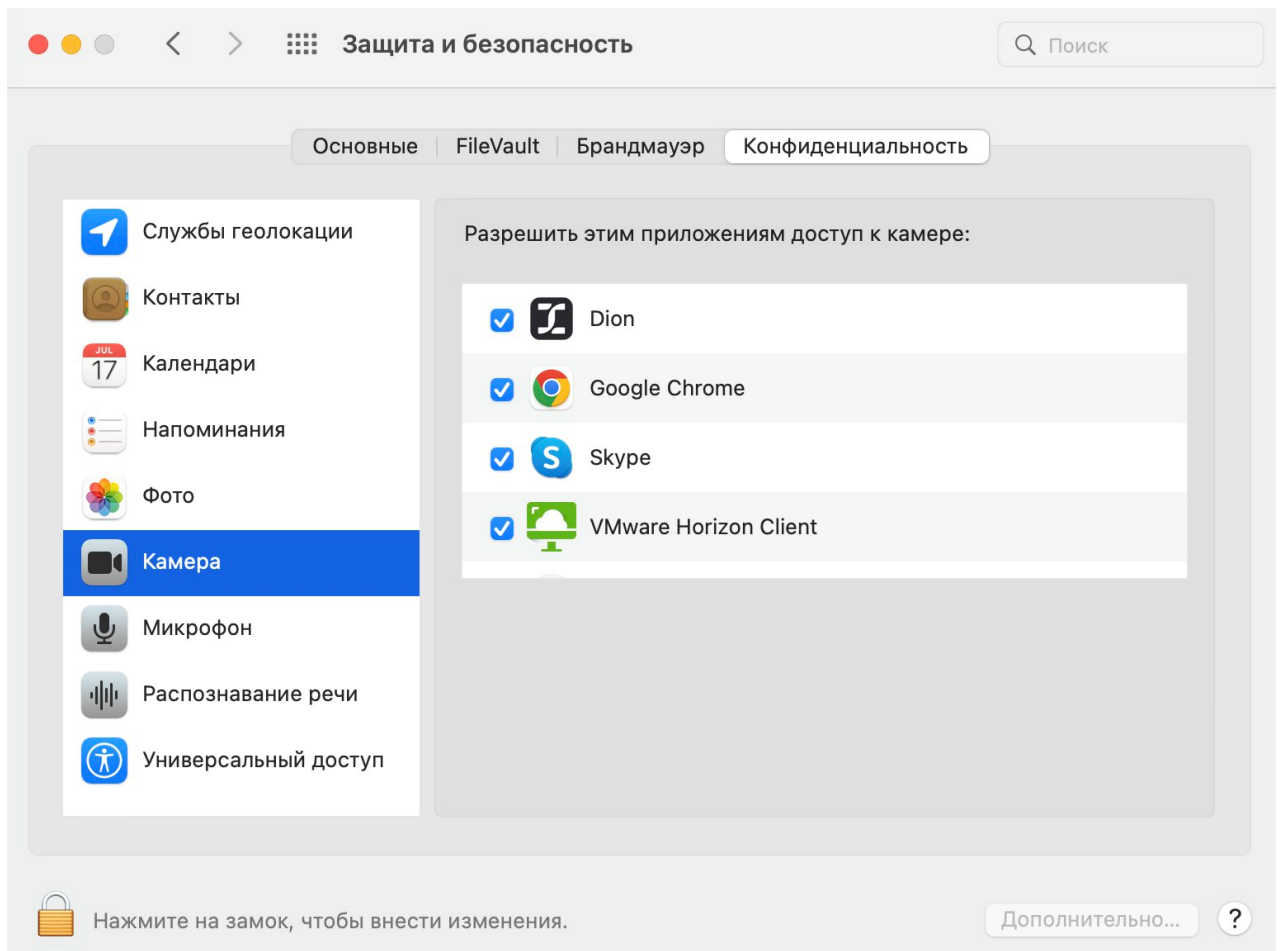 Защита и безопасность
Поиск
Основные
FileVault
Брандмауэр
Конфиденциальность
Службы геолокации
Контакты
JUL
17
Календари
Напоминания
Фото
Камера
Микрофон
Распознавание речи
Универсальный доступ
Разрешить этим приложениям доступ к камере:
Dion
Google Chrome
S
Skype
VMware Horizon Client
Нажмите на замок, чтобы внести изменения.
Дополнительно...
?